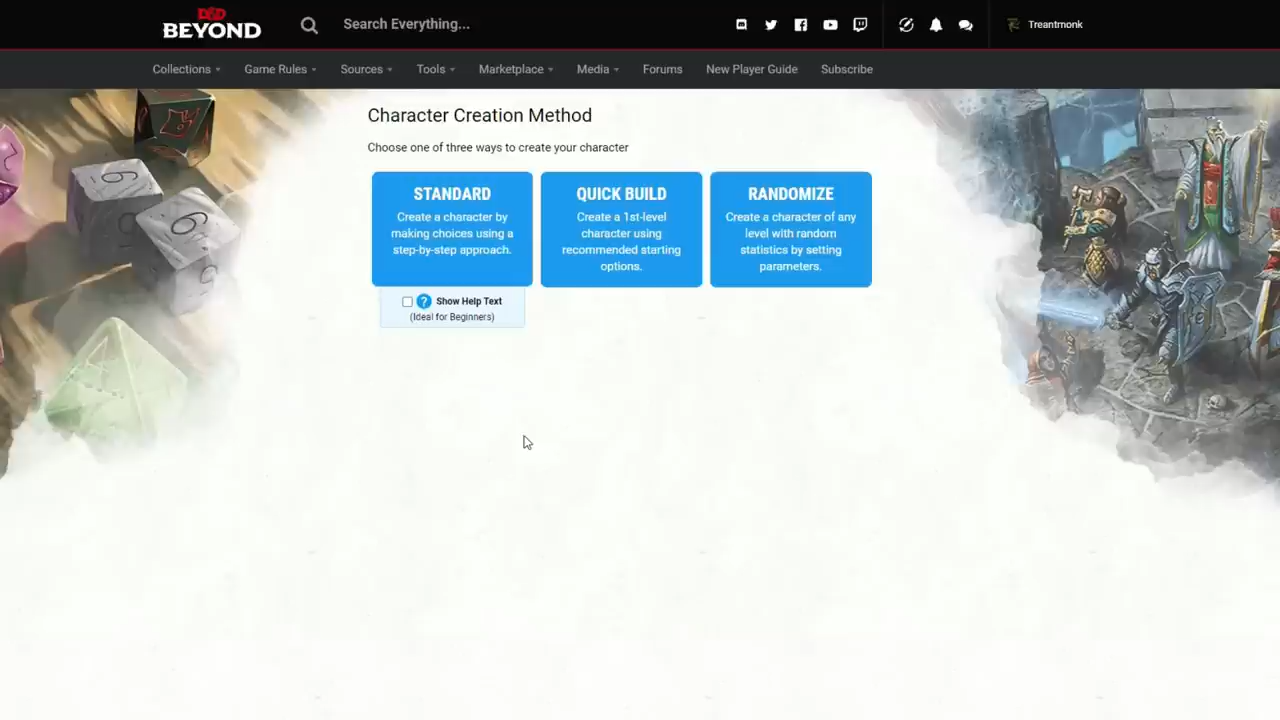 D&D
BEYOND
Search Everything...
Treantmonk
Collections
Game Rules
Sources
Tools
Marketplace
Media
Forums
New Player Guide
Subscribe
Character Creation Method
Choose one of three ways to create your character
STANDARD
Create a character by
making choices using a
step-by-step approach.
? Show Help Text
(Ideal for Beginners)
QUICK BUILD
Create a 1st-level
character using
recommended starting
options.
RANDOMIZE
Create a character of any
level with random
statistics by setting
parameters.